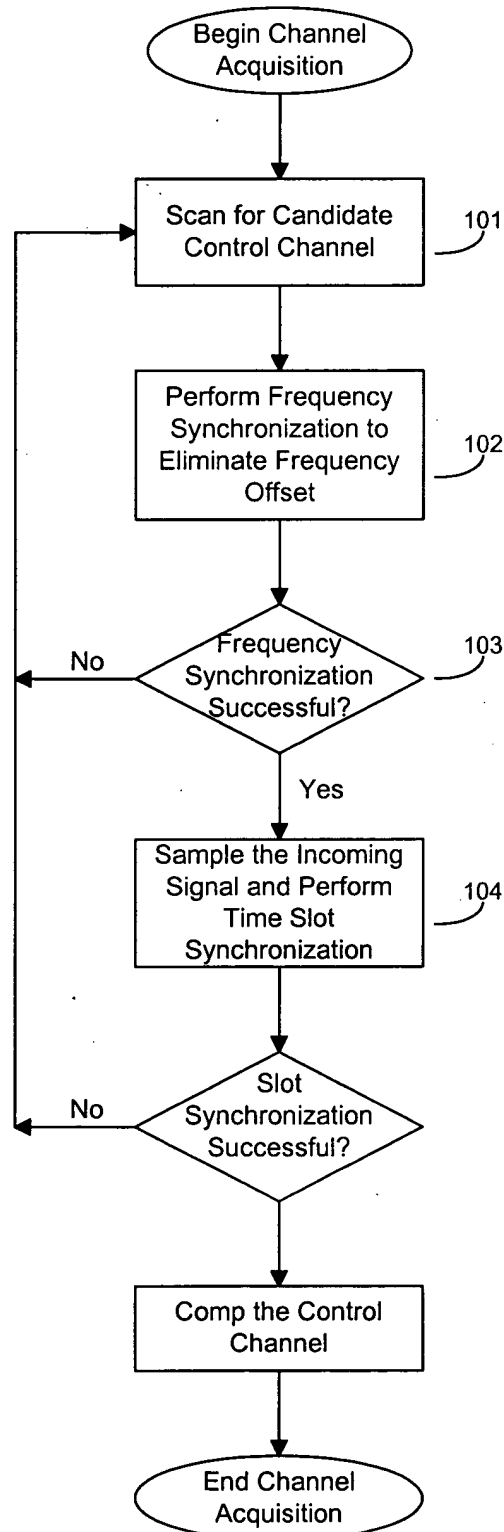 Begin Channel
Acquisition
Scan for Candidate
Control Channel
101
Perform Frequency
Synchronization to
Eliminate Frequency
Offset
102
Frequency
Synchronization
Successful?
103
No
Yes
Sample the Incoming
Signal and Perform
Time Slot
Synchronization
104
Slot
Synchronization
Successful?
No
Comp the Control
Channel
End Channel
Acquisition